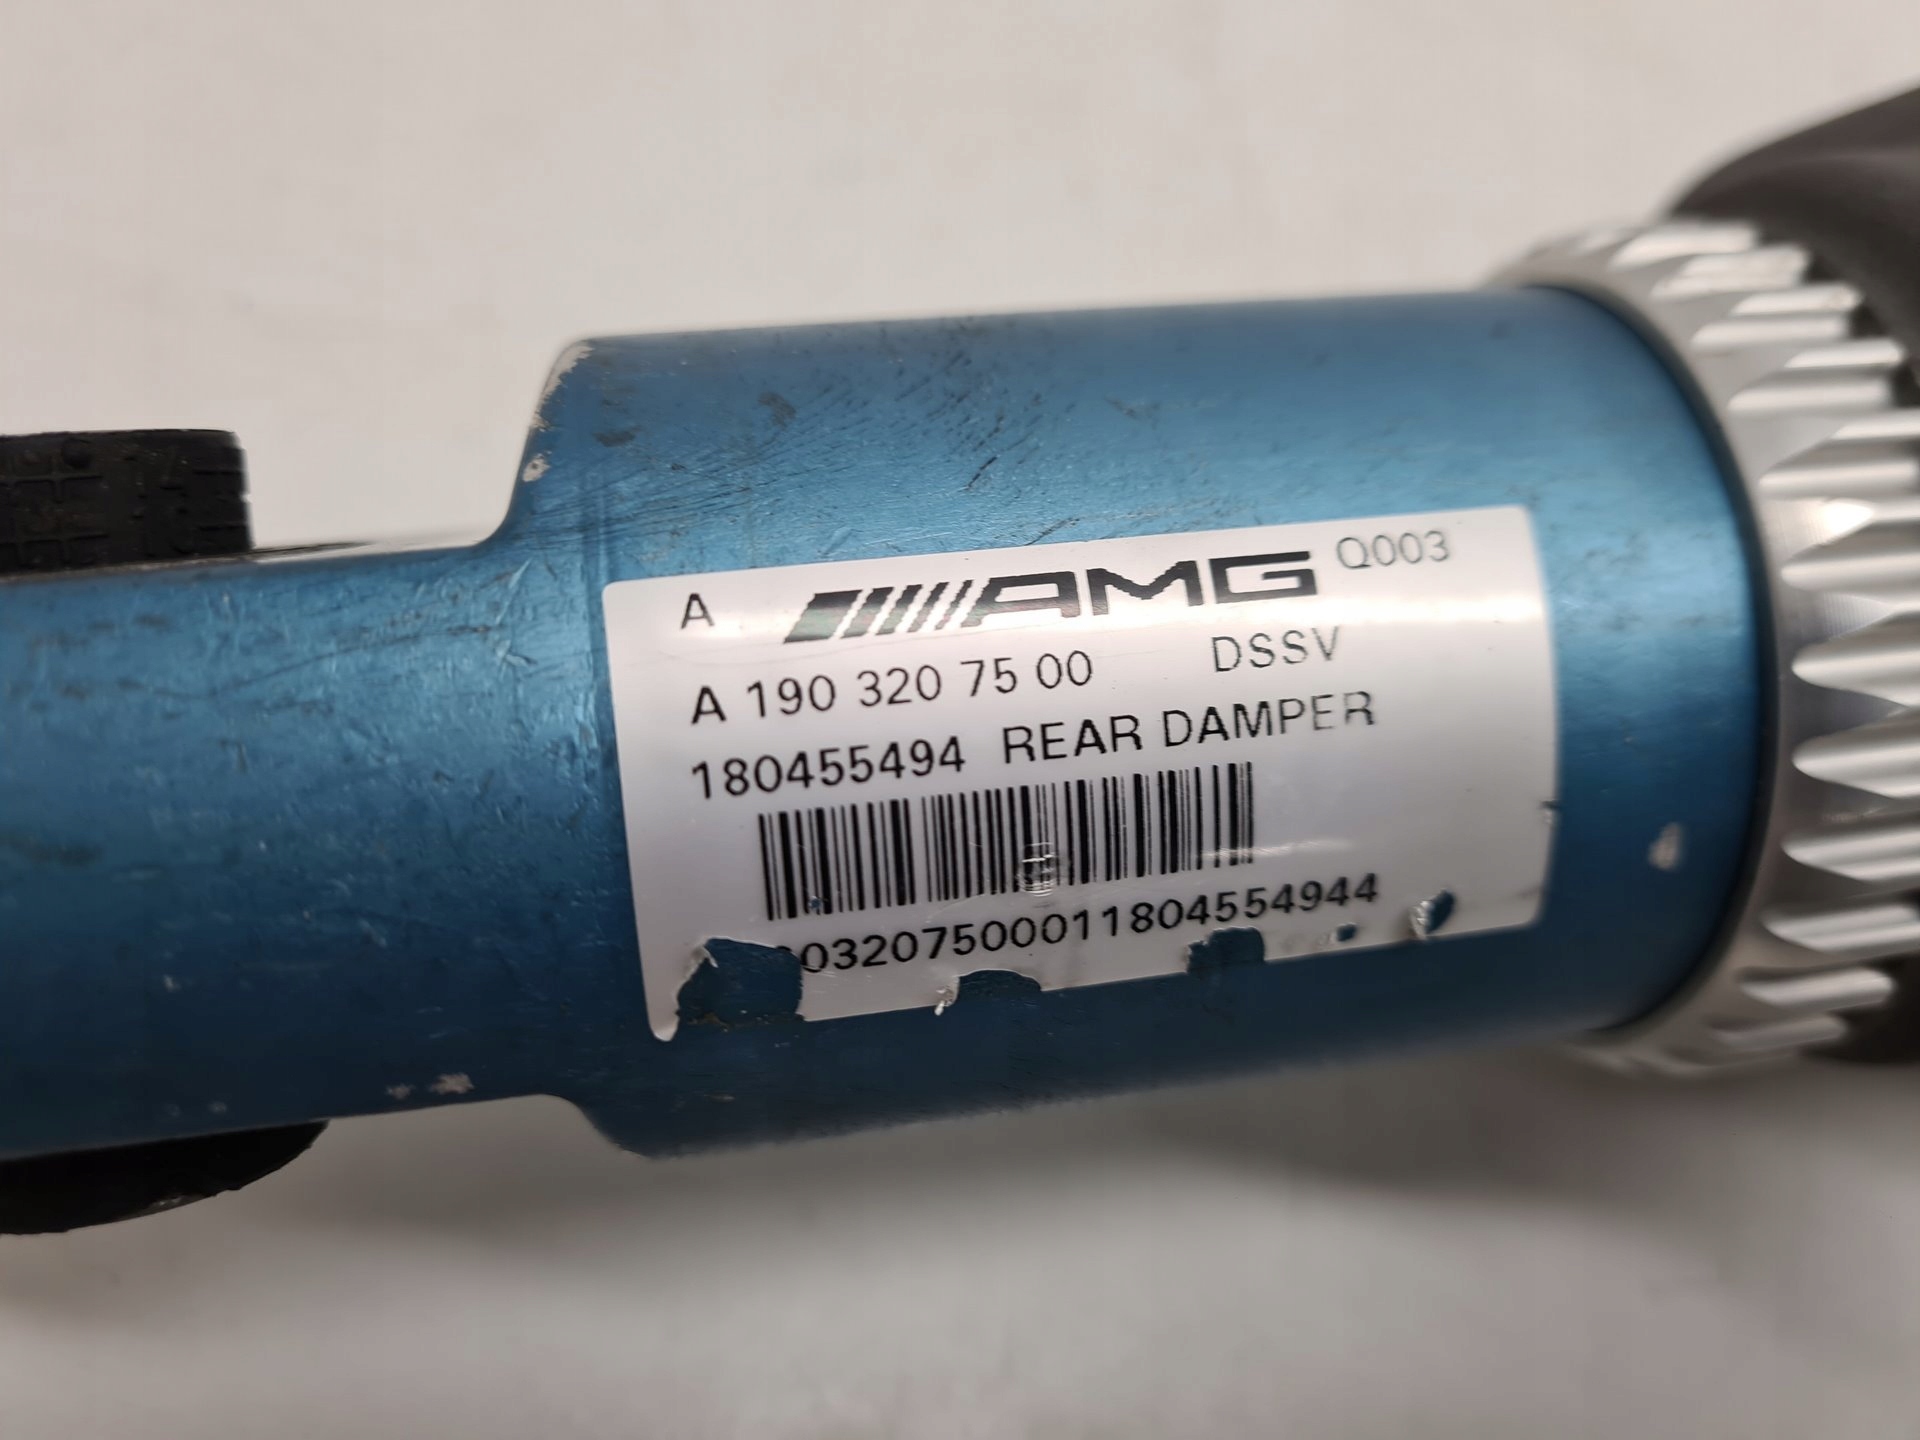 A AMG Q003
A 190 320 75 00 DSSV
180455494 REAR DAMPER
03207500011804554944